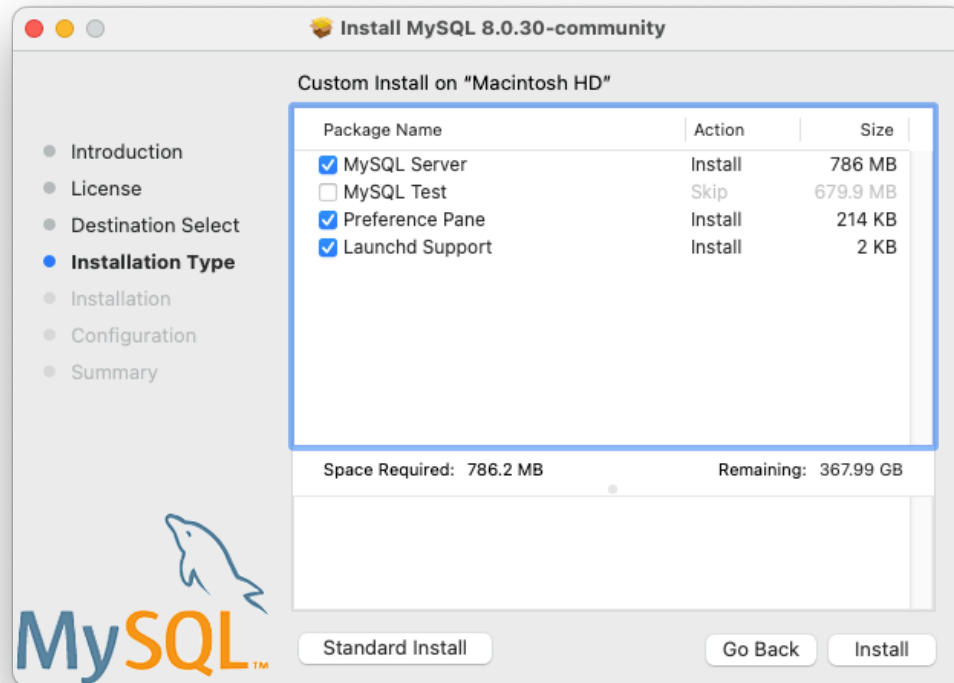 Install MySQL 8.0.30-community
Custom Install on “Macintosh HD”
Introduction
License
Destination Select
Installation Type
Installation
Configuration
Summary
Package Name Action Size
MySQL Server Install 786 MB
MySQL Test Skip 679.9 MB
Preference Pane Install 214 KB
Launchd Support Install 2 KB
Space Required: 786.2 MB Remaining: 367.99 GB
MySQL™
Standard Install Go Back Install